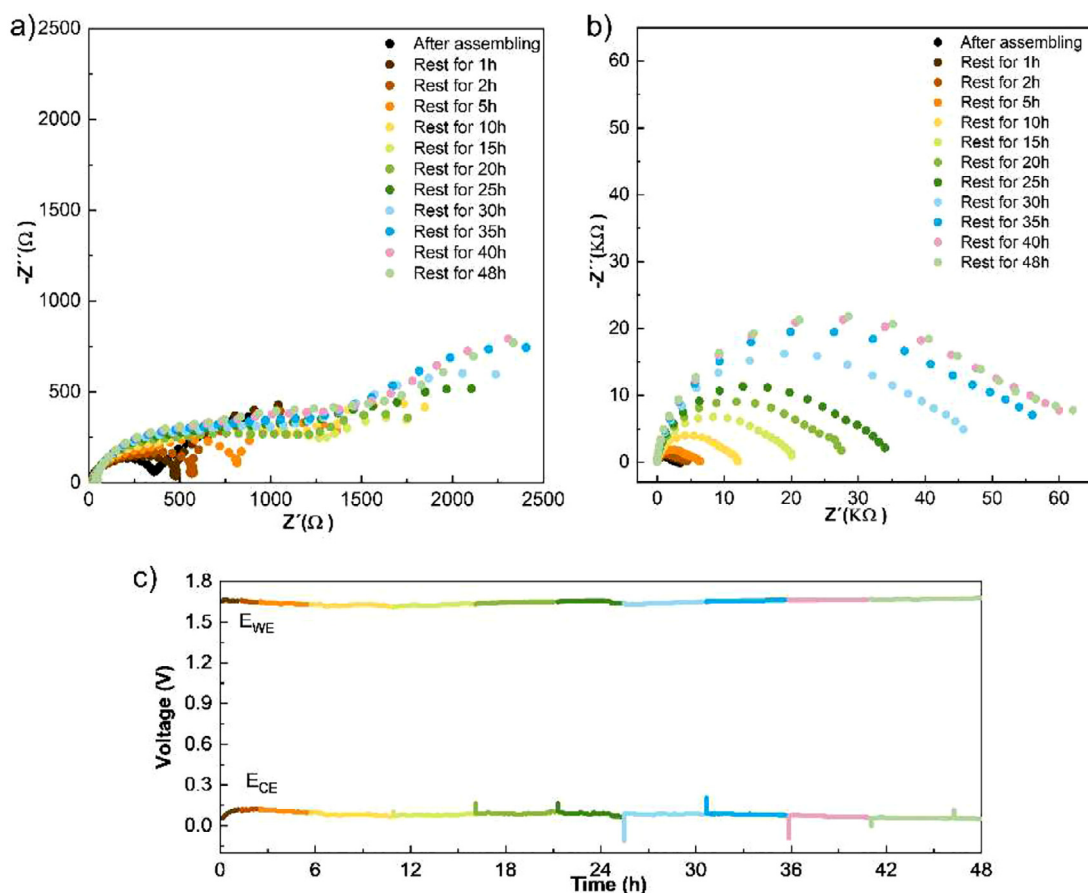 a)
2500
2000
1500
1000
500
0
-Z´´(Ω)
0
500
1000
1500
2000
2500
Z´(Ω )
After assembling
Rest for 1h
Rest for 2h
Rest for 5h
Rest for 10h
Rest for 15h
Rest for 20h
Rest for 25h
Rest for 30h
Rest for 35h
Rest for 40h
Rest for 48h
b)
60
50
40
30
20
10
0
-Z´´(KΩ)
0
10
20
30
40
50
60
Z´(KΩ )
After assembling
Rest for 1h
Rest for 2h
Rest for 5h
Rest for 10h
Rest for 15h
Rest for 20h
Rest for 25h
Rest for 30h
Rest for 35h
Rest for 40h
Rest for 48h
c)
1.8
1.5
1.2
0.9
0.6
0.3
0.0
Voltage (V)
EWE
ECE
0
6
12
18
24
30
36
42
48
Time (h)